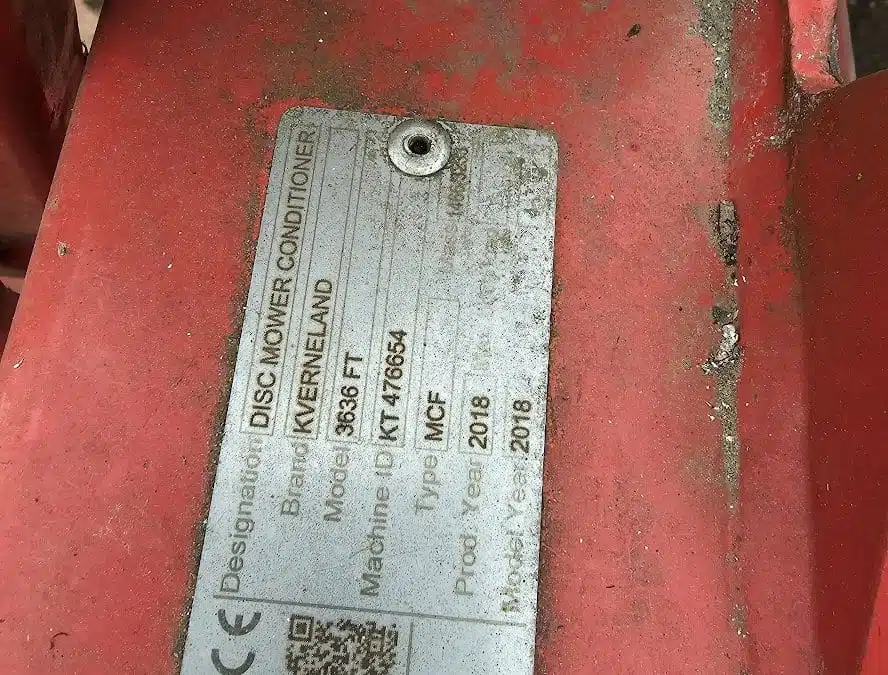 Designation DISC MOWER CONDITIONER
Brand KVERNELAND
Model 3636 FT
Machine ID KT 476654
Type MCF
Prod Year 2018
Model Year 2018
CE